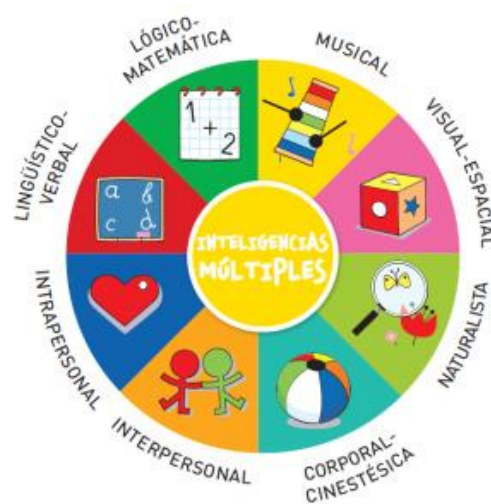 LÓGICO-
MATEMÁTICA
MUSICAL
VISUAL-ESPACIAL
NATURALISTA
CORPORAL-
CINESTÉSICA
INTERPERSONAL
INTRAPERSONAL
LINGÜÍSTICO-
VERBAL
1
+
2
a b
c d
INTELIGENCIAS
MÚLTIPLES